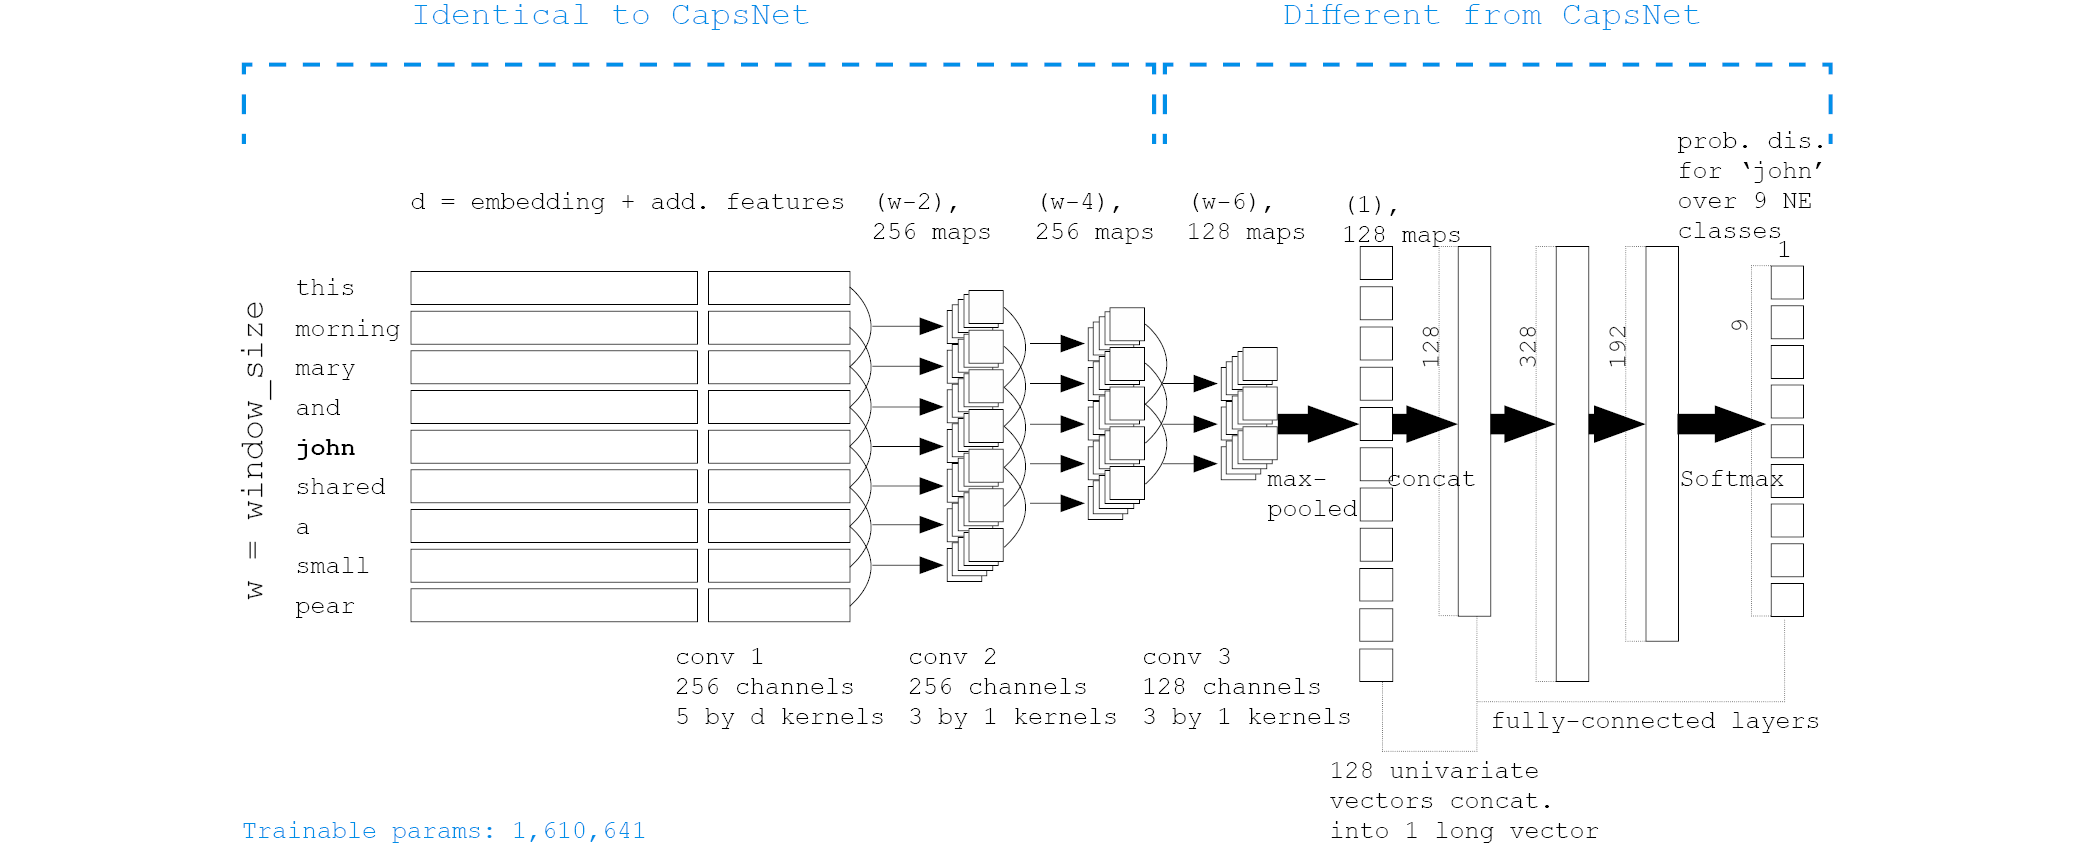 Identical to CapsNet
Different from CapsNet
prob. dis.
for ‘john’
over 9 NE
classes
d = embedding + add. features
(w-2),
256 maps
(w-4),
256 maps
(w-6),
128 maps
(1),
128 maps
1
w = window_size
this
morning
mary
and
john
shared
a
small
pear
128
328
192
9
max-
pooled
concat
Softmax
conv 1
256 channels
5 by d kernels
conv 2
256 channels
3 by 1 kernels
conv 3
128 channels
3 by 1 kernels
fully-connected layers
128 univariate
vectors concat.
into 1 long vector
Trainable params: 1,610,641